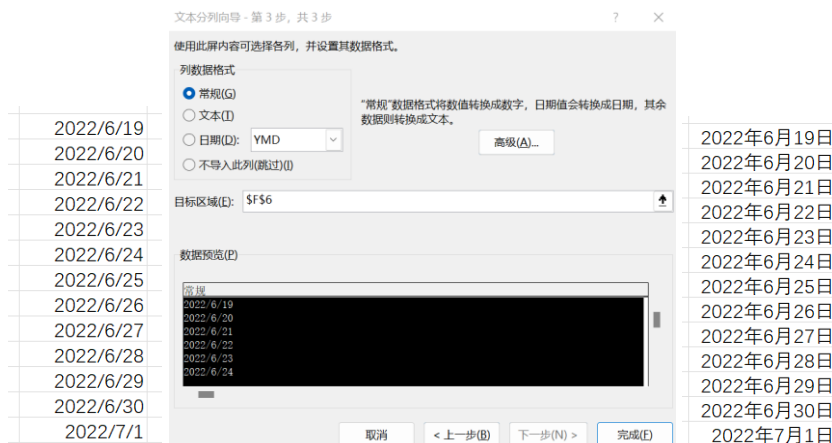 2022/6/19
2022/6/20
2022/6/21
2022/6/22
2022/6/23
2022/6/24
2022/6/25
2022/6/26
2022/6/27
2022/6/28
2022/6/29
2022/6/30
2022/7/1
文本分列向导 - 第 3 步，共 3 步
? ×
使用此屏内容可选择各列，并设置其数据格式。
列数据格式
常规(G)
文本(T)
日期(D): YMD
不导入此列(跳过)(I)
“常规”数据格式将数值转换成数字，日期值会转换成日期，其余
数据则转换成文本。
高级(A)...
目标区域(E): $F$6
数据预览(P)
常规
2022/6/19
2022/6/20
2022/6/21
2022/6/22
2022/6/23
2022/6/24
取消 < 上一步(B) 下一步(N) > 完成(F)
2022年6月19日
2022年6月20日
2022年6月21日
2022年6月22日
2022年6月23日
2022年6月24日
2022年6月25日
2022年6月26日
2022年6月27日
2022年6月28日
2022年6月29日
2022年6月30日
2022年7月1日